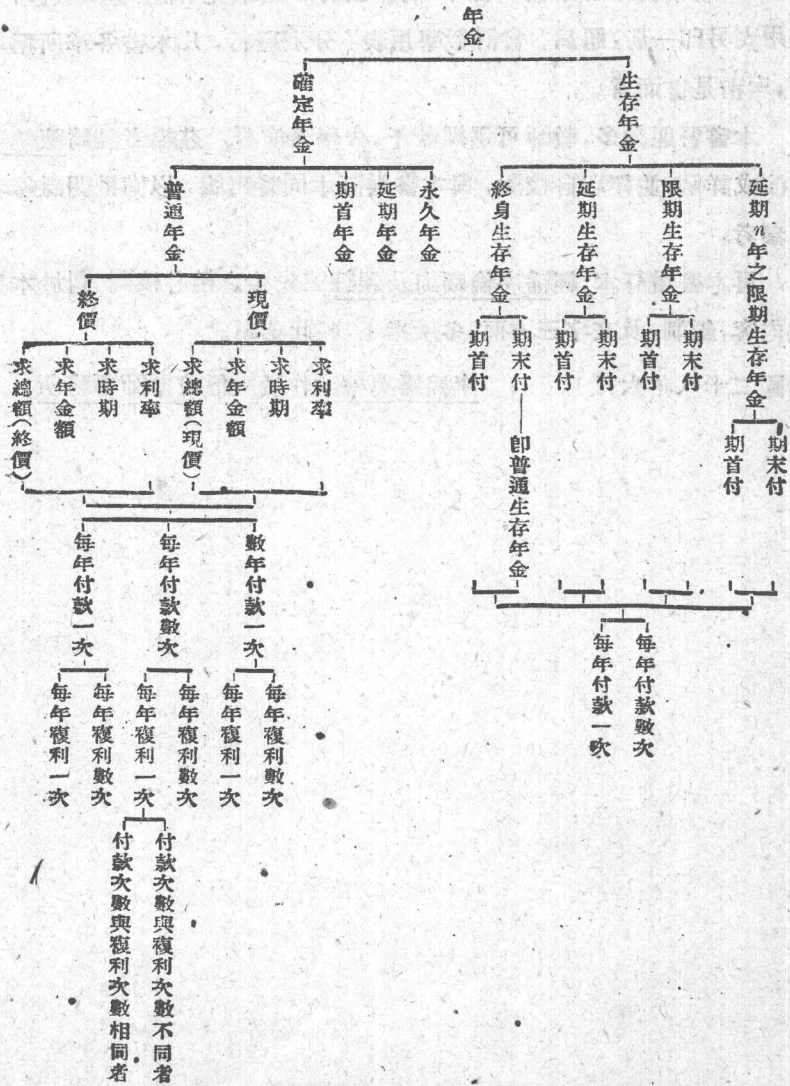 年金
確定年金
生存年金
普通年金
期首年金
延期年金
永久年金
終身生存年金
延期生存年金
限期生存年金
延期n年之限期生存年金
終價
現價
期首付
期末付——即普通生存年金
期首付
期末付
期首付
期末付
期首付
期末付
求總額(終價)
求年金額
求時期
求利率
求總額(現價)
求年金額
求時期
求利率
每年付款一次
每年付款數次
數年付款一次
每年付款一次
每年付款數次
每年複利一次
每年複利數次
每年複利一次
每年複利數次
每年複利一次
每年複利數次
付款次數與複利次數相同者
付款次數與複利次數不同者